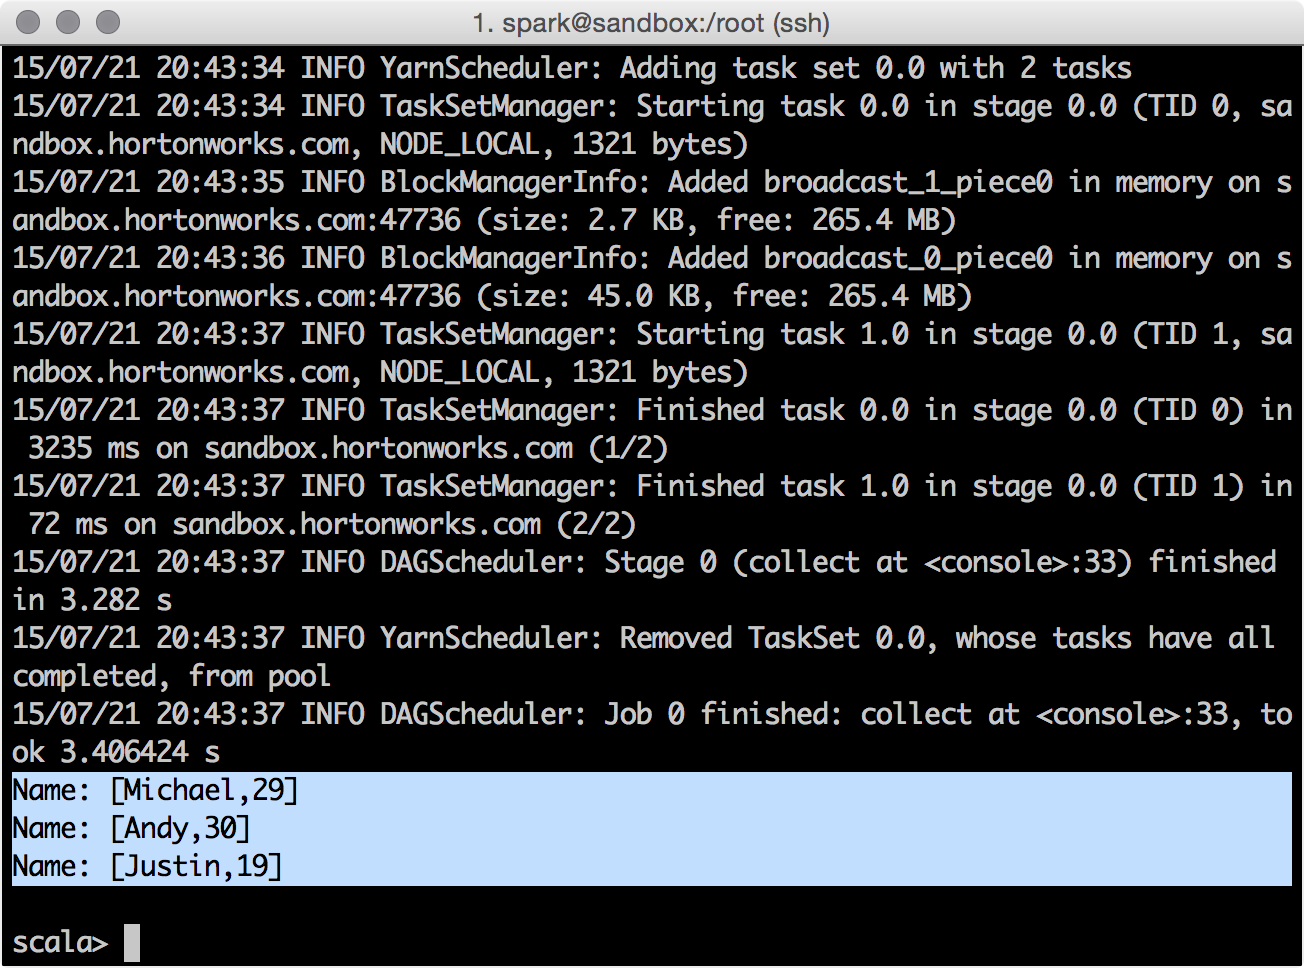 1. spark@sandbox:/root (ssh)
15/07/21 20:43:34 INFO YarnScheduler: Adding task set 0.0 with 2 tasks
15/07/21 20:43:34 INFO TaskSetManager: Starting task 0.0 in stage 0.0 (TID 0, sa
ndbox.hortonworks.com, NODE_LOCAL, 1321 bytes)
15/07/21 20:43:35 INFO BlockManagerInfo: Added broadcast_1_piece0 in memory on s
andbox.hortonworks.com:47736 (size: 2.7 KB, free: 265.4 MB)
15/07/21 20:43:36 INFO BlockManagerInfo: Added broadcast_0_piece0 in memory on s
andbox.hortonworks.com:47736 (size: 45.0 KB, free: 265.4 MB)
15/07/21 20:43:37 INFO TaskSetManager: Starting task 1.0 in stage 0.0 (TID 1, sa
ndbox.hortonworks.com, NODE_LOCAL, 1321 bytes)
15/07/21 20:43:37 INFO TaskSetManager: Finished task 0.0 in stage 0.0 (TID 0) in
 3235 ms on sandbox.hortonworks.com (1/2)
15/07/21 20:43:37 INFO TaskSetManager: Finished task 1.0 in stage 0.0 (TID 1) in
 72 ms on sandbox.hortonworks.com (2/2)
15/07/21 20:43:37 INFO DAGScheduler: Stage 0 (collect at <console>:33) finished
in 3.282 s
15/07/21 20:43:37 INFO YarnScheduler: Removed TaskSet 0.0, whose tasks have all
completed, from pool
15/07/21 20:43:37 INFO DAGScheduler: Job 0 finished: collect at <console>:33, to
ok 3.406424 s
Name: [Michael,29]
Name: [Andy,30]
Name: [Justin,19]
scala>